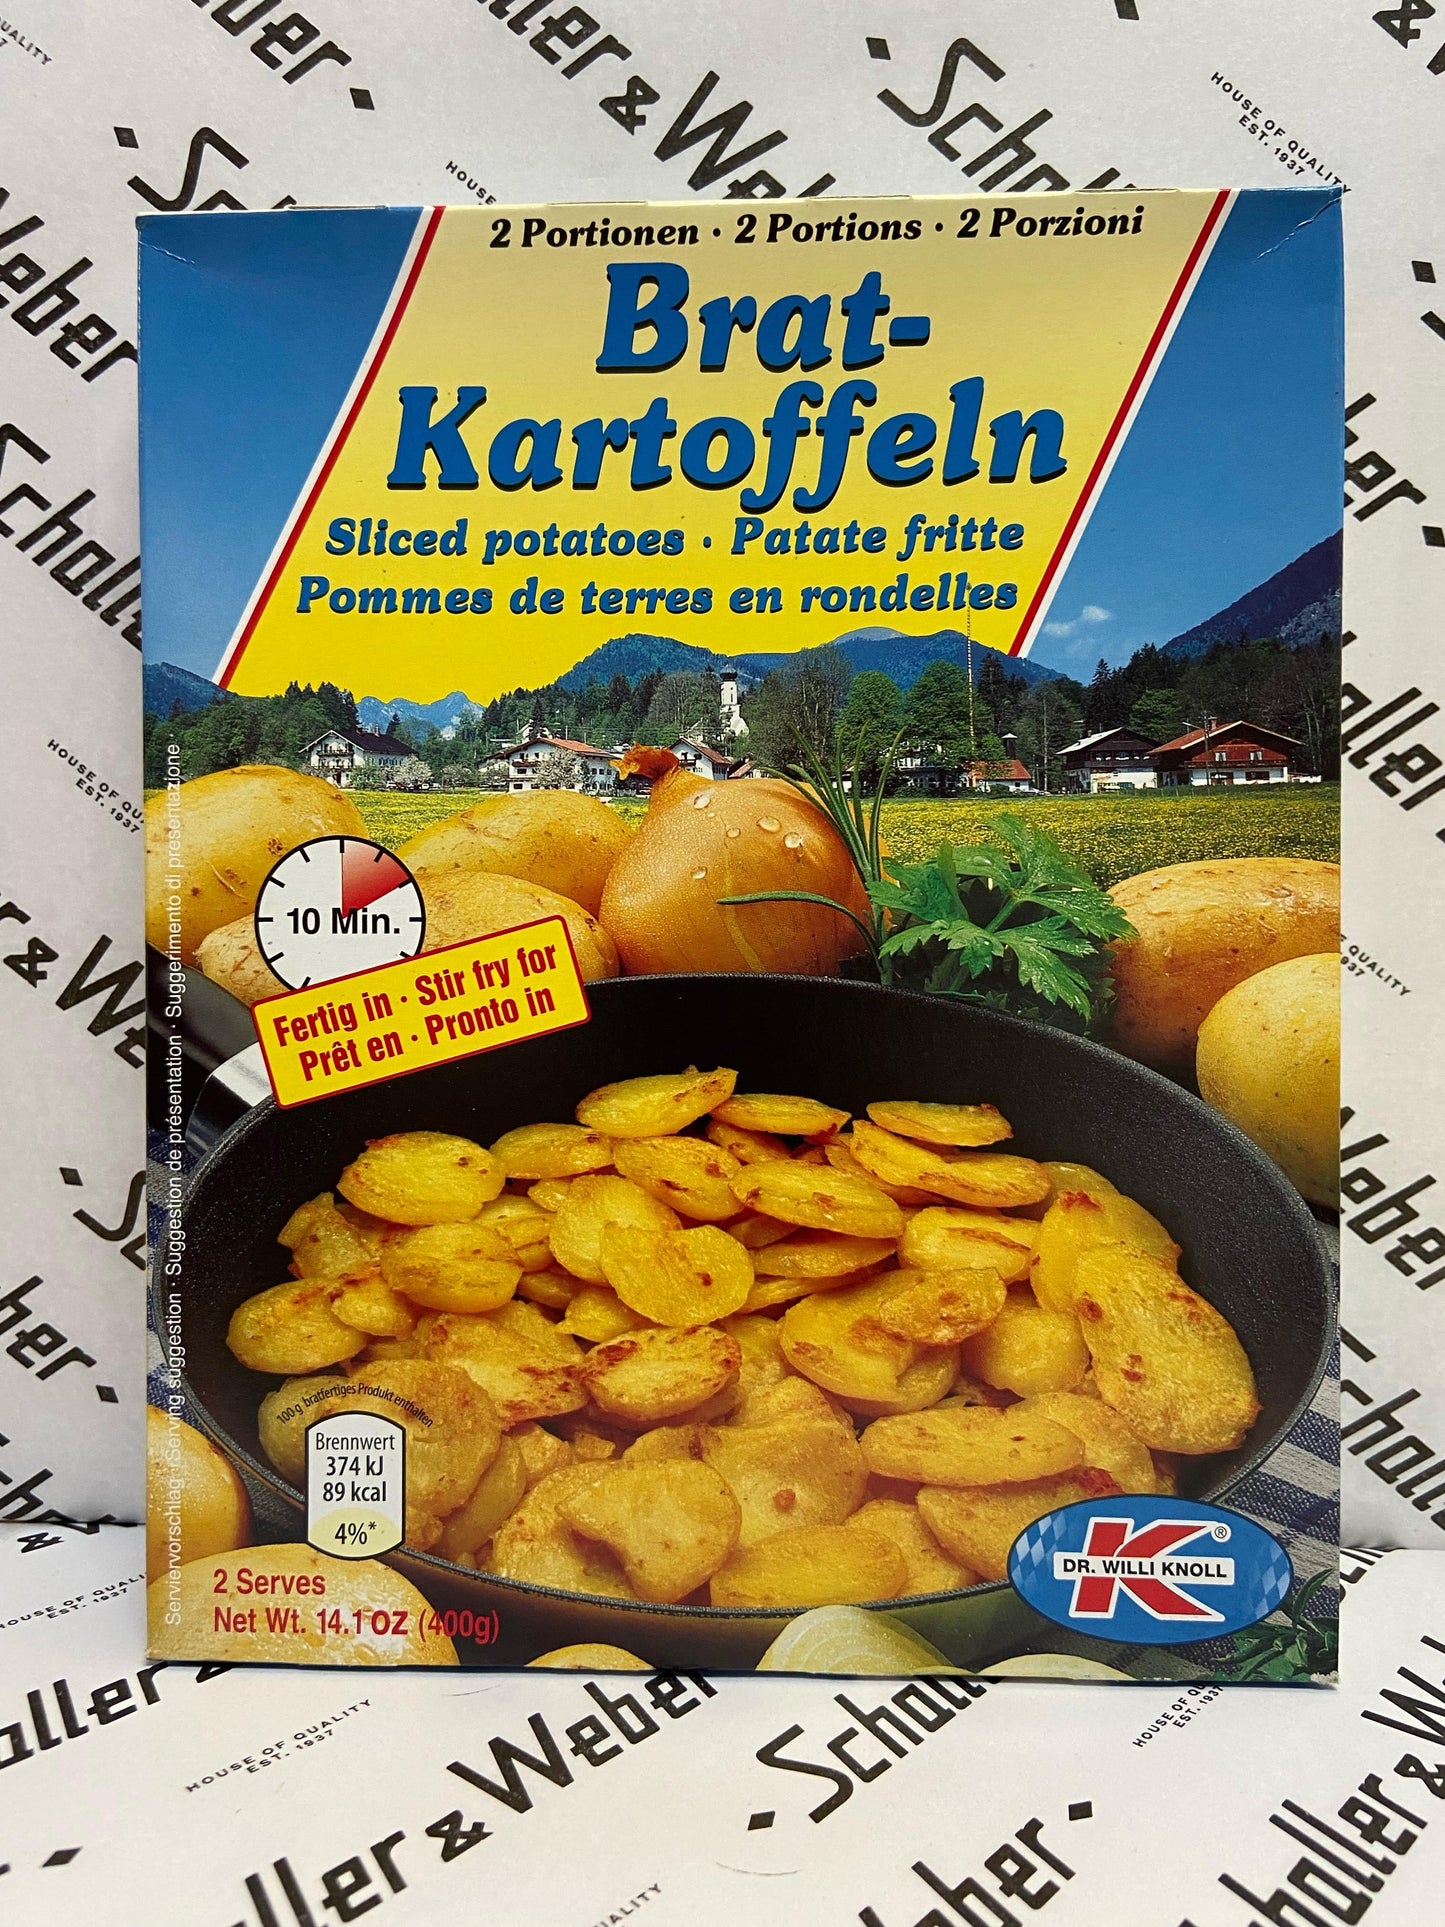 2 Portionen · 2 Portions · 2 Porzioni
Brat-
Kartoffeln
Sliced potatoes · Patate fritte
Pommes de terres en rondelles
10 Min.
Fertig in · Stir fry for
Prêt en · Pronto in
Serviervorschlag · Serving suggestion · Suggestion de présentation · Suggerimento di presentazione
100 g bratfertiges Produkt enthalten
Brennwert
374 kJ
89 kcal
4%*
2 Serves
Net Wt. 14.1 OZ (400g)
K®
DR. WILLI KNOLL
Schaller & Weber
HOUSE OF QUALITY
EST. 1937